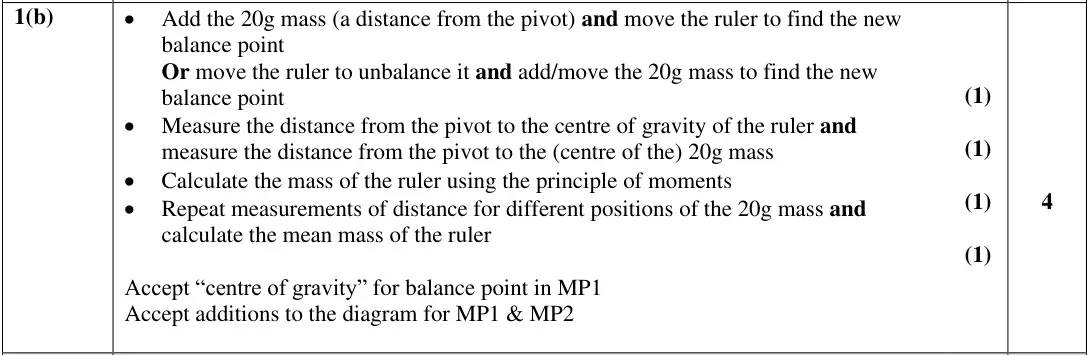 1(b)
• Add the 20g mass (a distance from the pivot) and move the ruler to find the new
balance point
Or move the ruler to unbalance it and add/move the 20g mass to find the new
balance point (1)
• Measure the distance from the pivot to the centre of gravity of the ruler and
measure the distance from the pivot to the (centre of the) 20g mass (1)
• Calculate the mass of the ruler using the principle of moments
• Repeat measurements of distance for different positions of the 20g mass and (1) 4
calculate the mean mass of the ruler
(1)
Accept “centre of gravity” for balance point in MP1
Accept additions to the diagram for MP1 & MP2